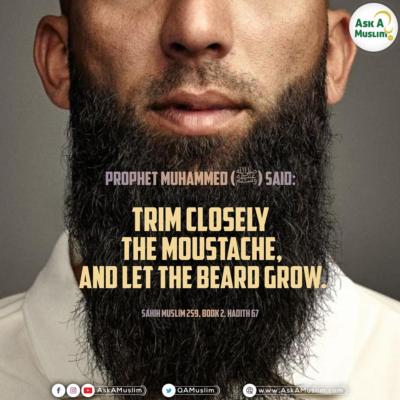 ASK A
MUSLIM
PROPHET MUHAMMED (ﷺ) SAID:
TRIM CLOSELY
THE MOUSTACHE,
AND LET THE BEARD GROW.
SAHIH MUSLIM 259, BOOK 2, HADITH 67
/AskAMuslim QAMuslim www.AskAMuslim.com